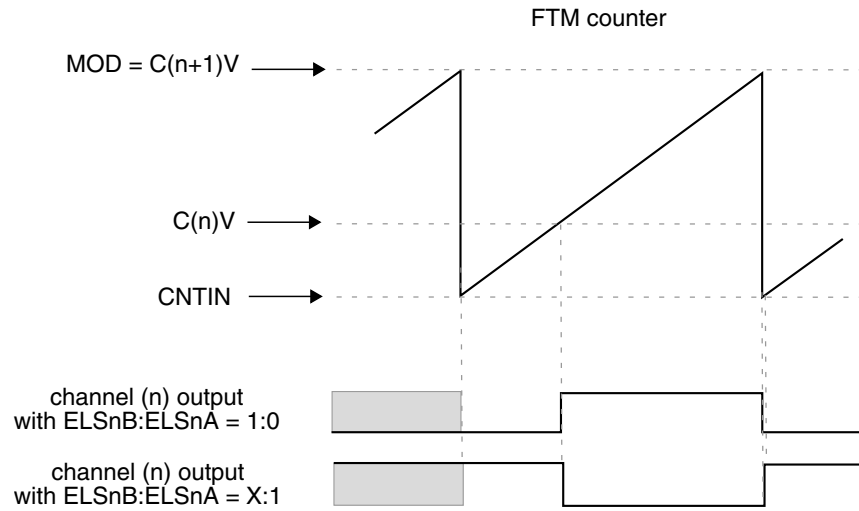 FTM counter
MOD = C(n+1)V
C(n)V
CNTIN
channel (n) output
with ELSnB:ELSnA = 1:0
channel (n) output
with ELSnB:ELSnA = X:1